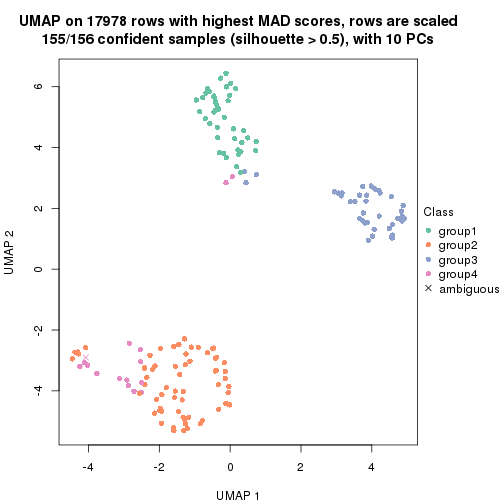 UMAP on 17978 rows with highest MAD scores, rows are scaled
155/156 confident samples (silhouette > 0.5), with 10 PCs
6
4
2
0
-2
-4
UMAP 2
-4
-2
0
2
4
UMAP 1
Class
group1
group2
group3
group4
ambiguous